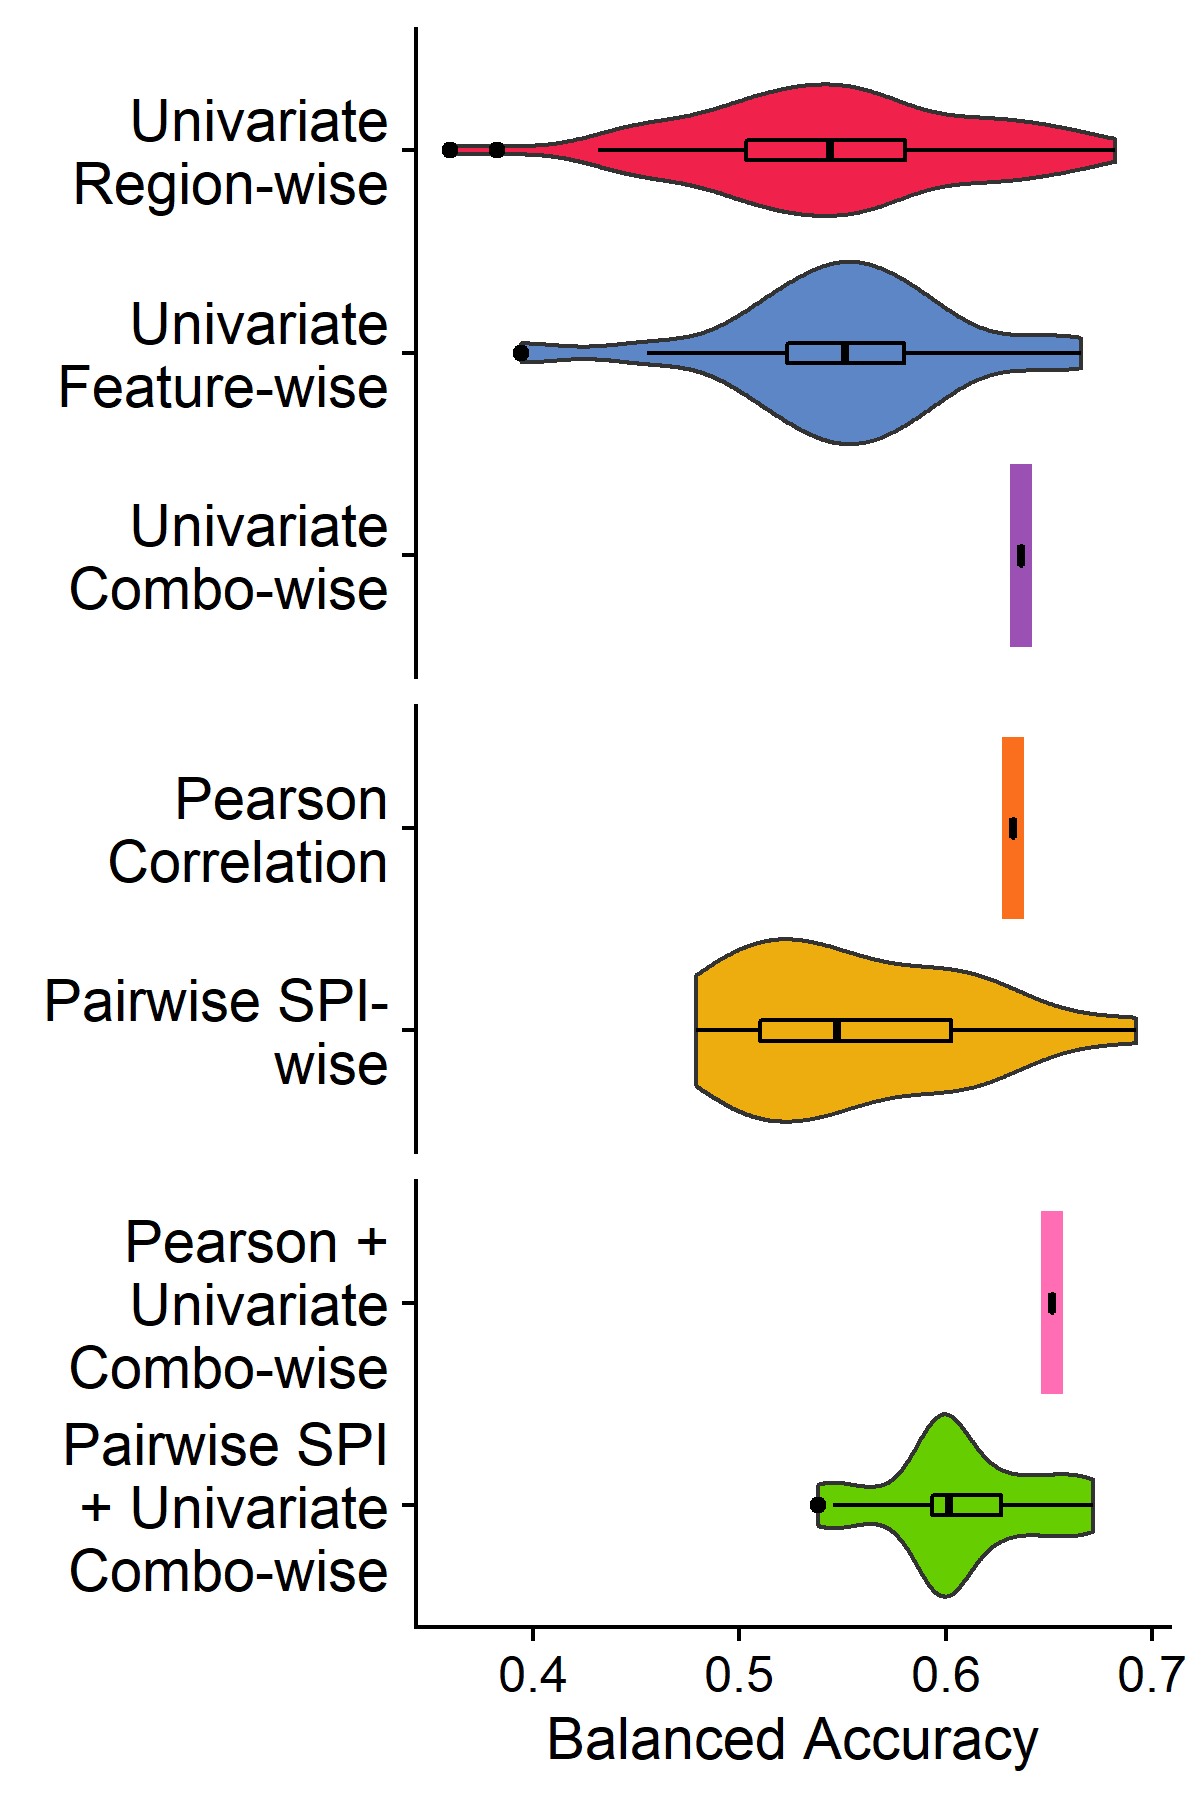 Univariate
Region-wise
Univariate
Feature-wise
Univariate
Combo-wise
Pearson
Correlation
Pairwise SPI-
wise
Pearson +
Univariate
Combo-wise
Pairwise SPI
+ Univariate
Combo-wise
0.4 0.5 0.6 0.7
Balanced Accuracy